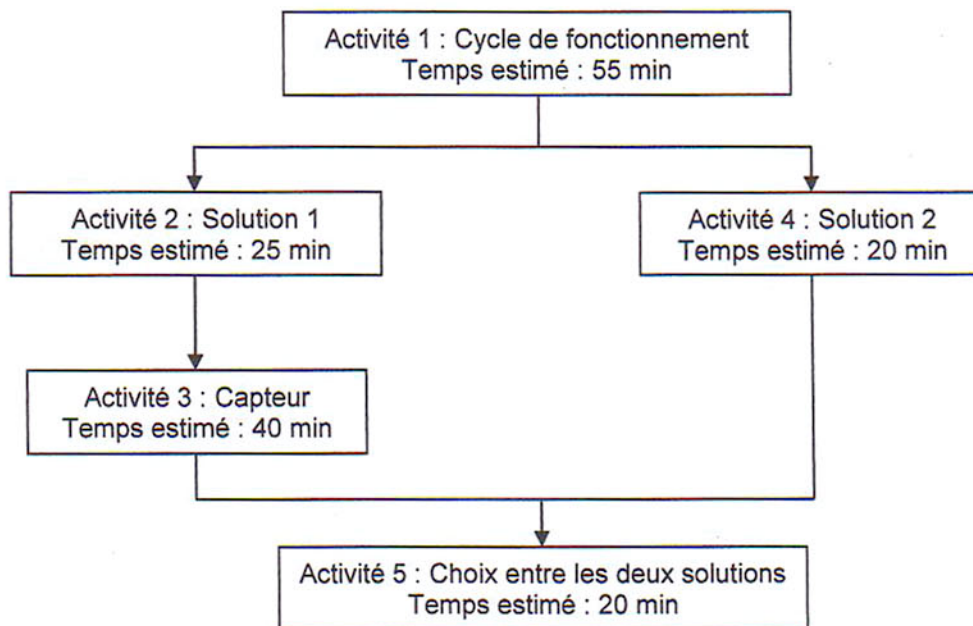 Activité 1 : Cycle de fonctionnement
Temps estimé : 55 min
Activité 2 : Solution 1
Temps estimé : 25 min
Activité 4 : Solution 2
Temps estimé : 20 min
Activité 3 : Capteur
Temps estimé : 40 min
Activité 5 : Choix entre les deux solutions
Temps estimé : 20 min